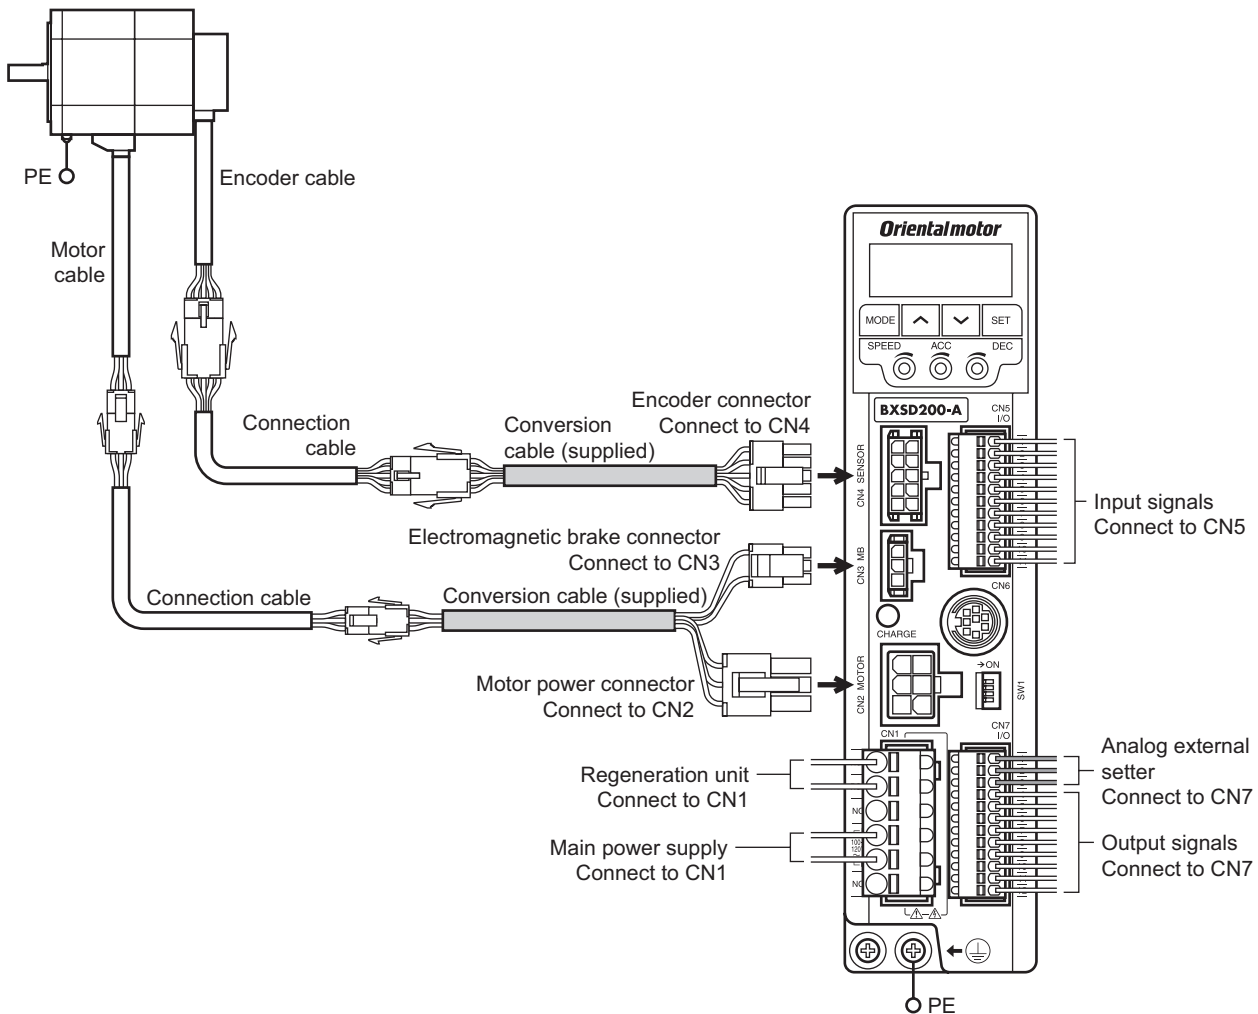 PE
Encoder cable
Motor
cable
Connection
cable
Conversion
cable (supplied)
Encoder connector
Connect to CN4
Electromagnetic brake connector
Connect to CN3
Connection cable
Conversion cable (supplied)
Motor power connector
Connect to CN2
Regeneration unit
Connect to CN1
Main power supply
Connect to CN1
Orientalmotor
MODE
SET
SPEED
ACC
DEC
BXSD200-A
CN5
I/O
CN4 SENSOR
CN3 MB
CN6
CHARGE
→ON
SW1
CN2 MOTOR
CN7
I/O
CN1
NC
NC
Input signals
Connect to CN5
Analog external
setter
Connect to CN7
Output signals
Connect to CN7
PE